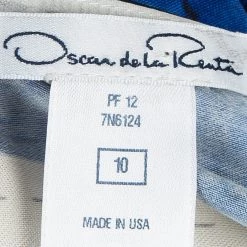 Oscar de la Renta
PF 12
7N6124
10
MADE IN USA